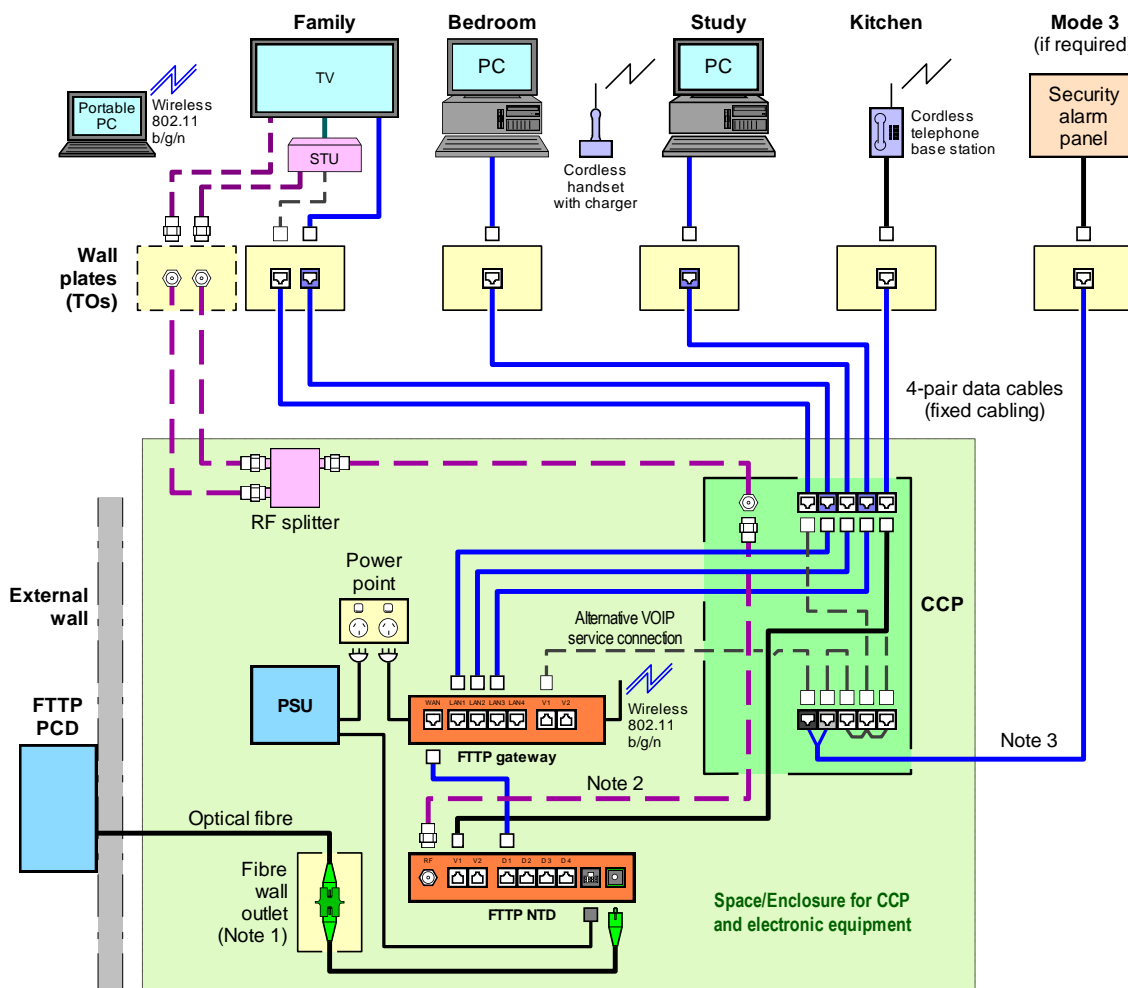 Family
Bedroom
Study
Kitchen
Mode 3
(if required)
TV
PC
PC
Portable
PC
Wireless
802.11
b/g/n
STU
Cordless
handset
with charger
Cordless
telephone
base station
Security
alarm
panel
Wall
plates
(TOs)
4-pair data cables
(fixed cabling)
RF splitter
External
wall
Power
point
CCP
Alternative VOIP
service connection
FTTP
PCD
PSU
WAN LAN1 LAN2 LAN3 LAN4 V1 V2
Wireless
802.11
b/g/n
FTTP gateway
Note 3
Note 2
Optical fibre
RF V1 V2 D1 D2 D3 D4
FTTP NTD
Fibre
wall
outlet
(Note 1)
Space/Enclosure for CCP
and electronic equipment